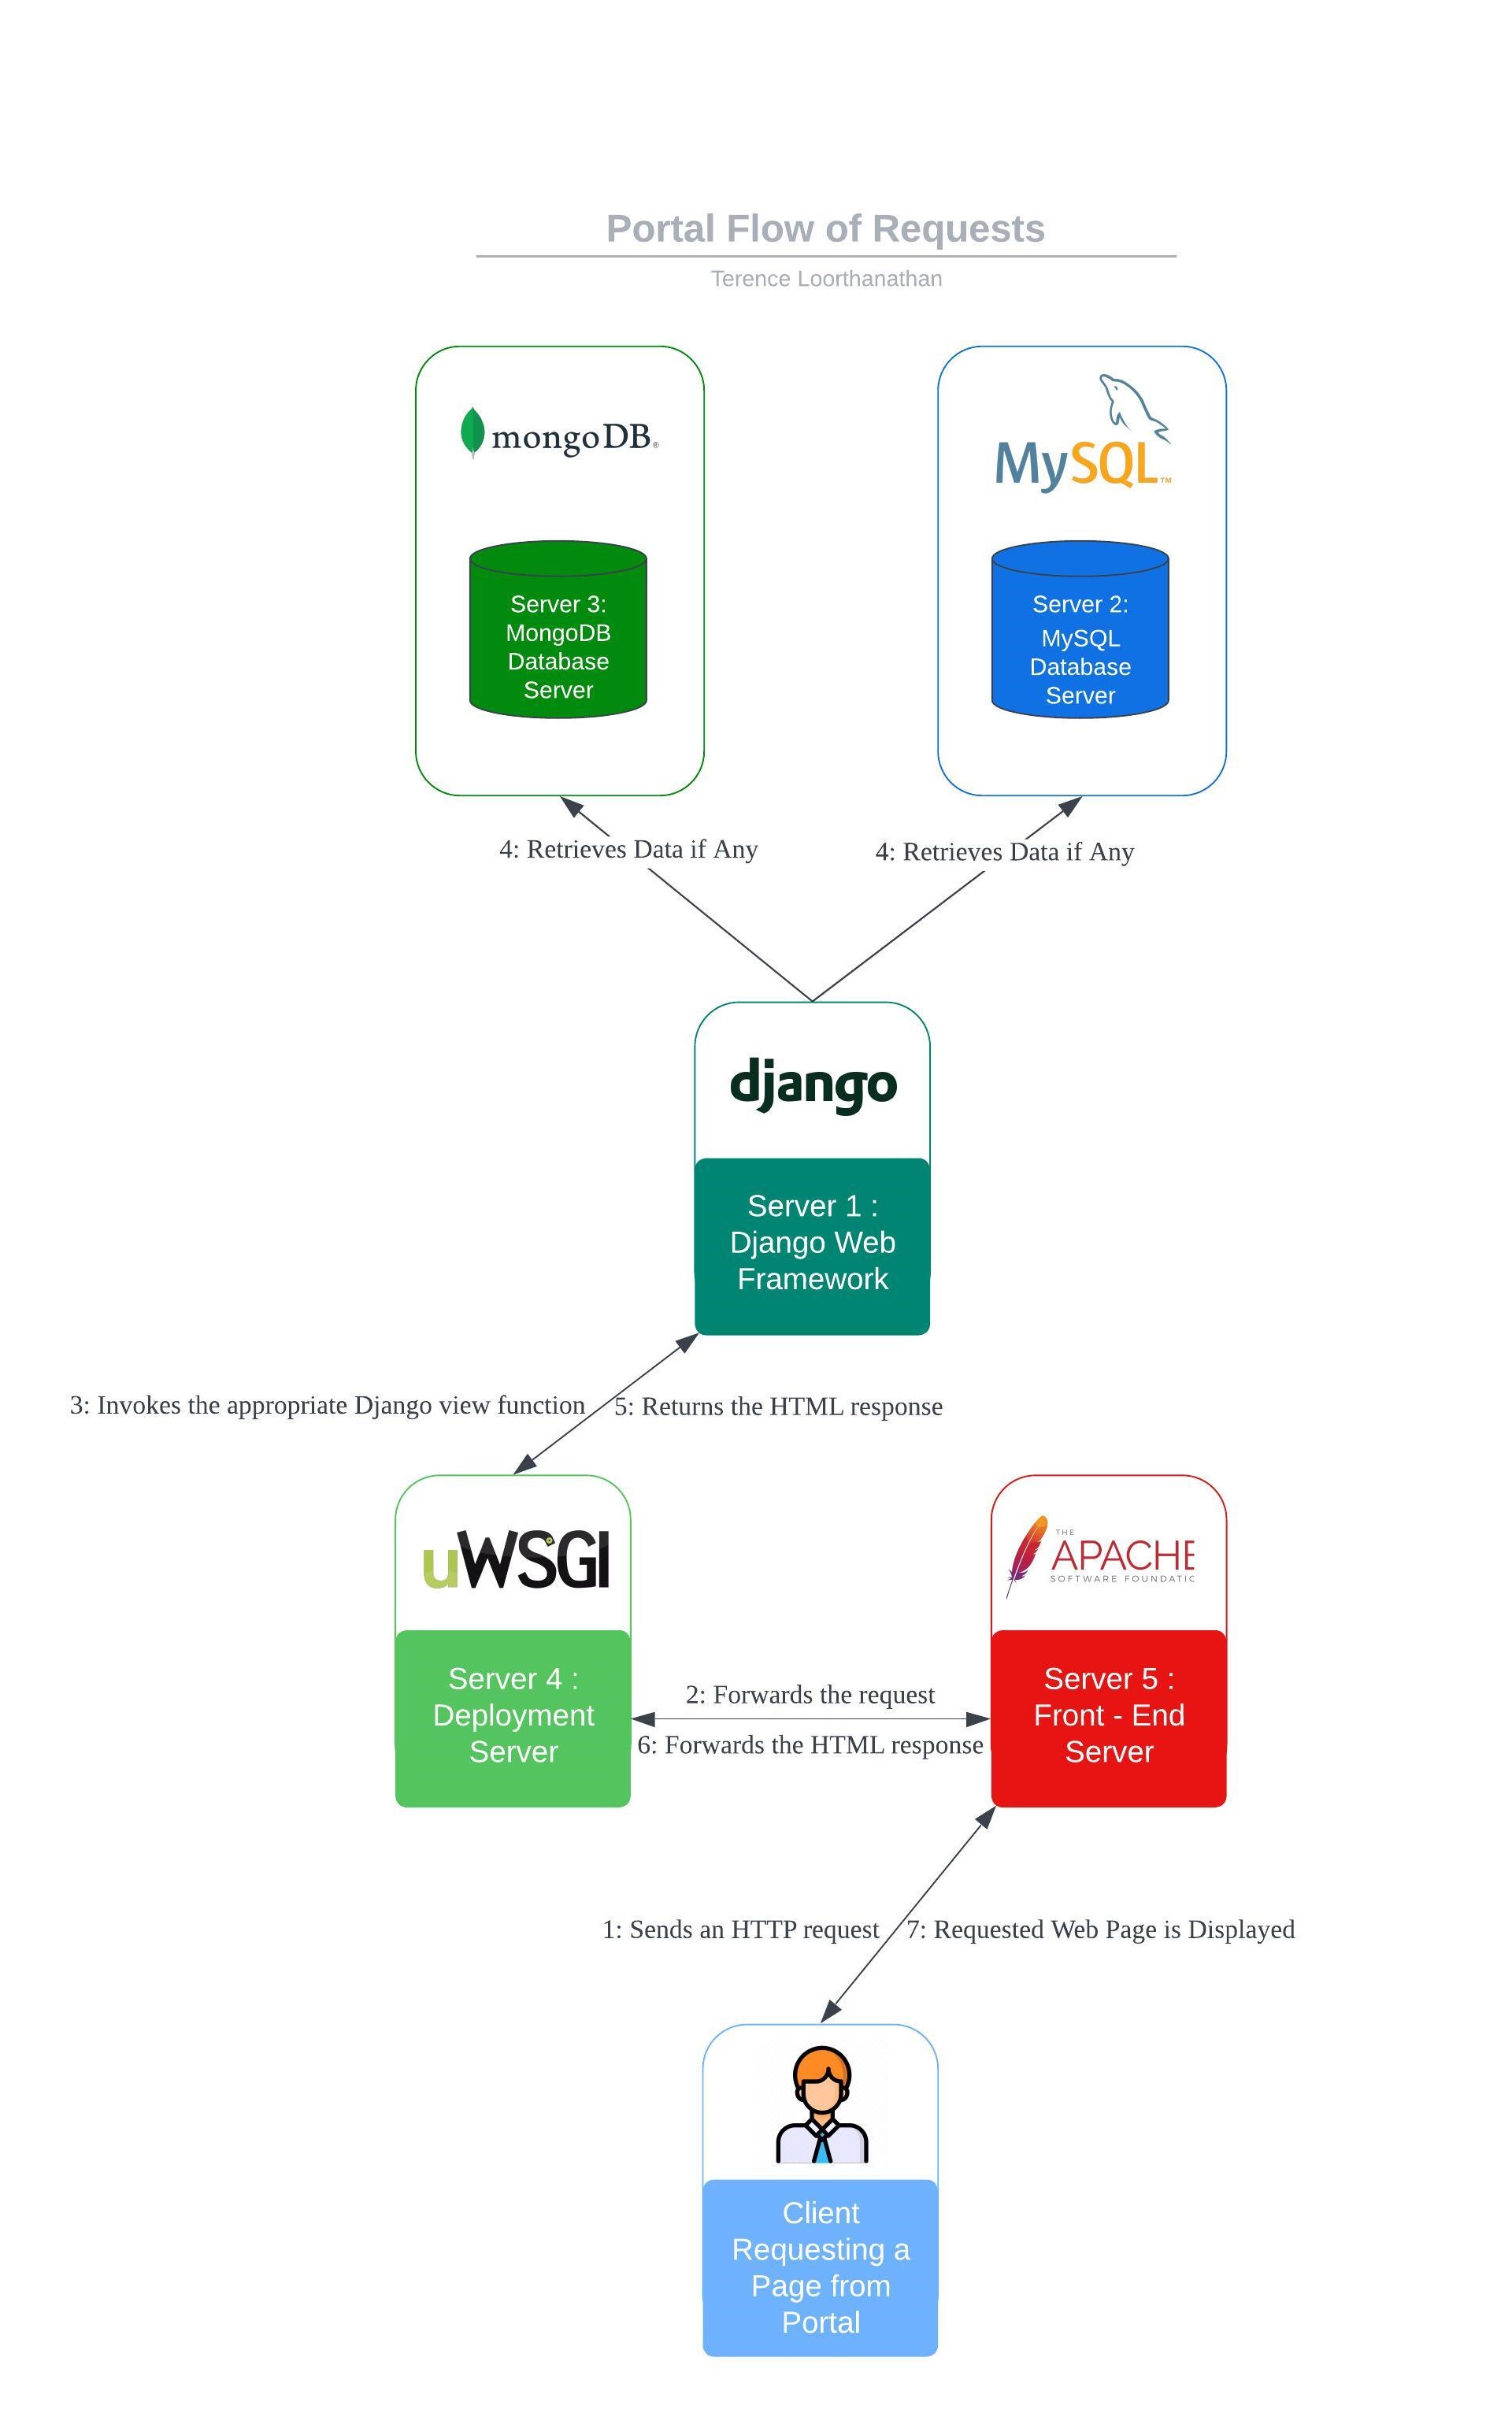 Portal Flow of Requests
Terence Loorthanathan
mongoDB®
MySQL™
Server 3:
MongoDB
Database
Server
Server 2:
MySQL
Database
Server
4: Retrieves Data if Any
4: Retrieves Data if Any
django
Server 1 :
Django Web
Framework
3: Invokes the appropriate Django view function
5: Returns the HTML response
uWSGI
THE
APACHE
SOFTWARE FOUNDATIC
Server 4 :
Deployment
Server
Server 5 :
Front - End
Server
2: Forwards the request
6: Forwards the HTML response
1: Sends an HTTP request
7: Requested Web Page is Displayed
Client
Requesting a
Page from
Portal